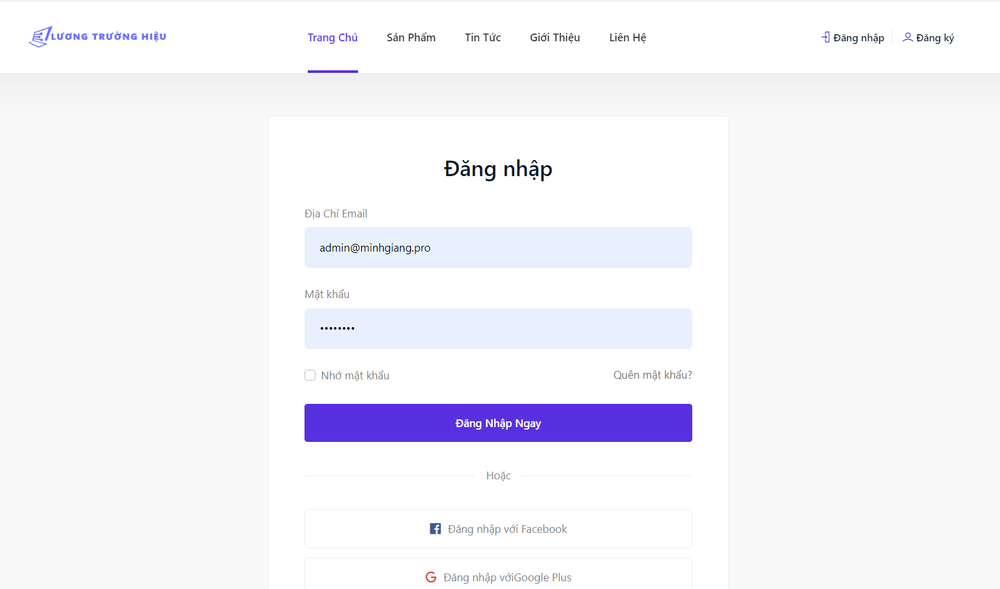 LƯƠNG TRƯỜNG HIỆU
Trang Chủ Sản Phẩm Tin Tức Giới Thiệu Liên Hệ
Đăng nhập Đăng ký
Đăng nhập
Địa Chỉ Email
admin@minhgiang.pro
Mật khẩu
••••••••
Nhớ mật khẩu Quên mật khẩu?
Đăng Nhập Ngay
Hoặc
Đăng nhập với Facebook
Đăng nhập vớiGoogle Plus